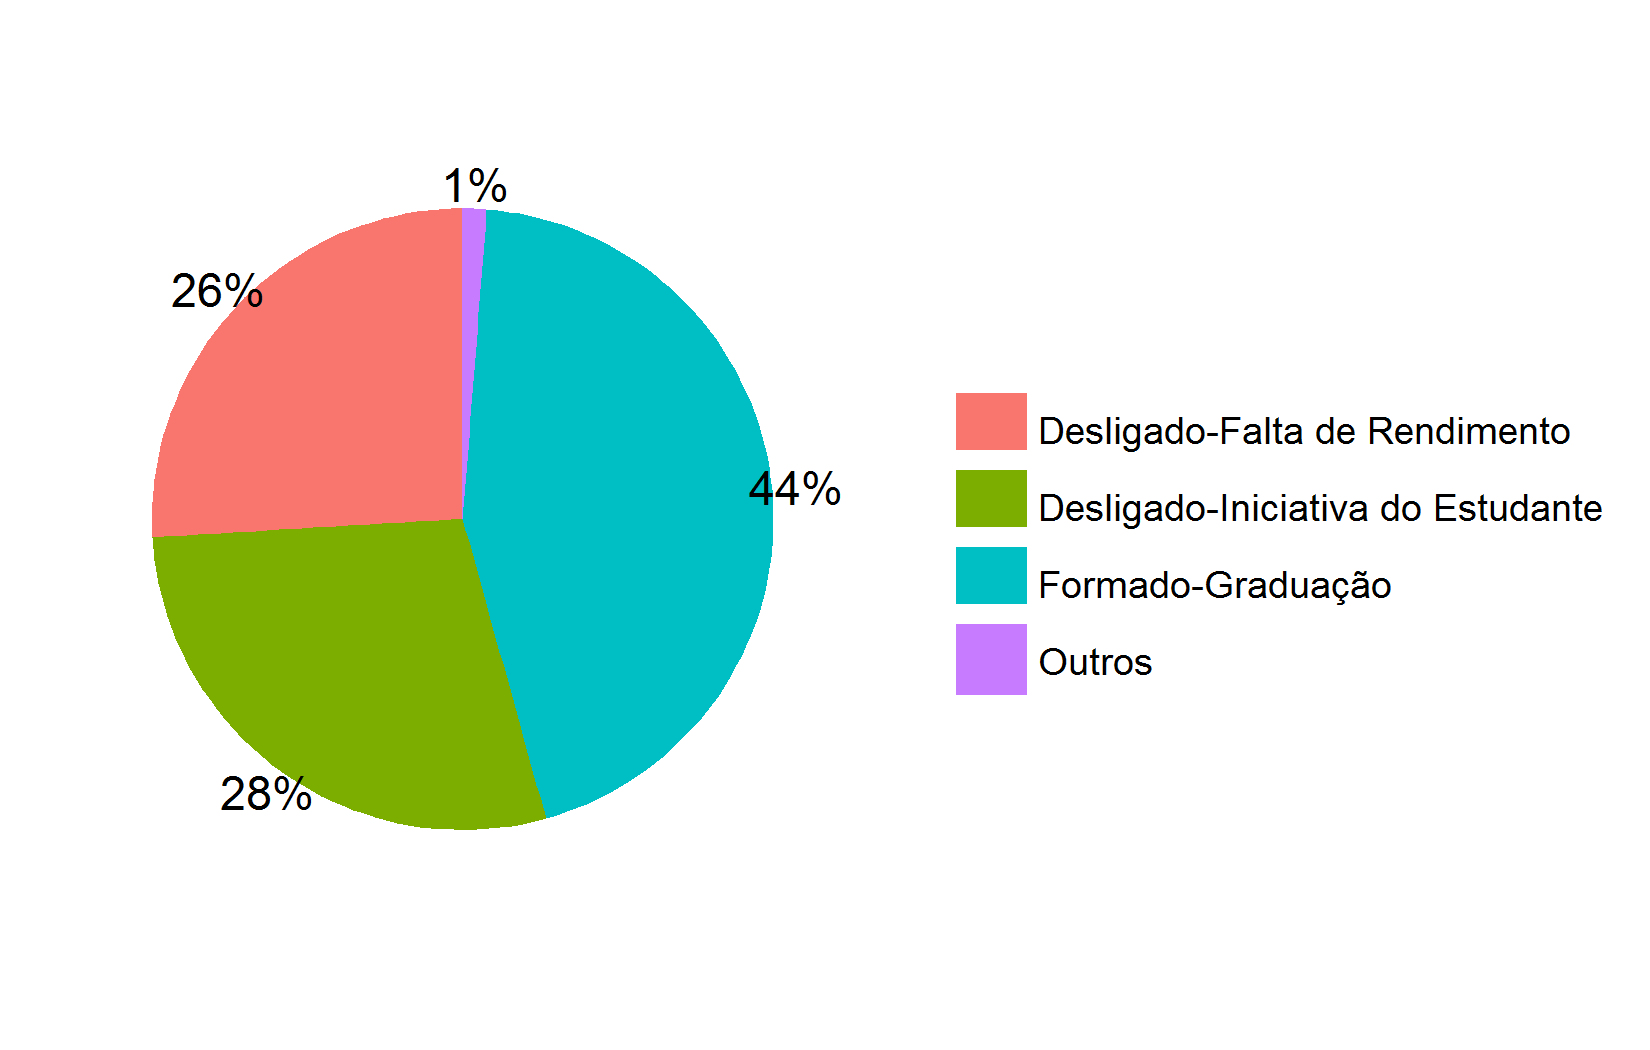 1%
26%
44%
28%
Desligado-Falta de Rendimento
Desligado-Iniciativa do Estudante
Formado-Graduação
Outros